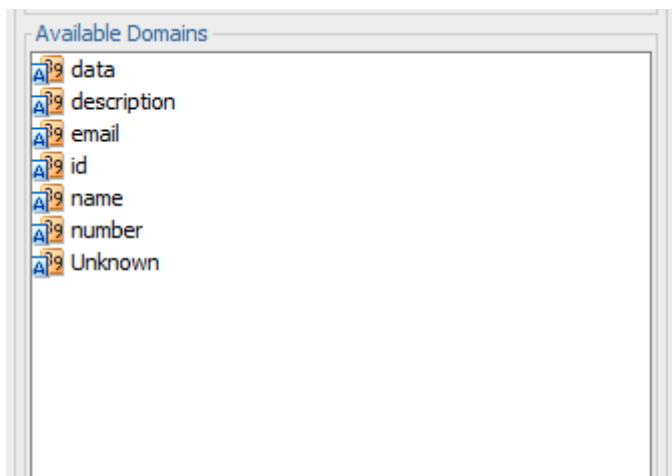 Available Domains
data
description
email
id
name
number
Unknown